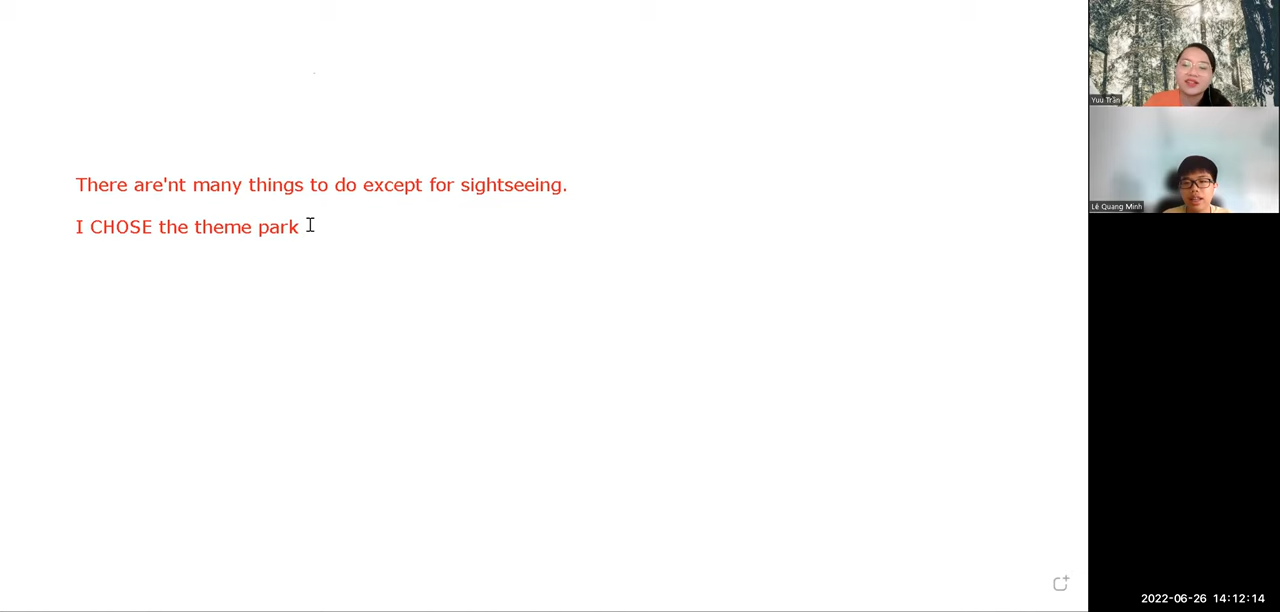 There are'nt many things to do except for sightseeing.
I CHOSE the theme park
Yuu Trần
Lê Quang Minh
2022-06-26 14:12:14